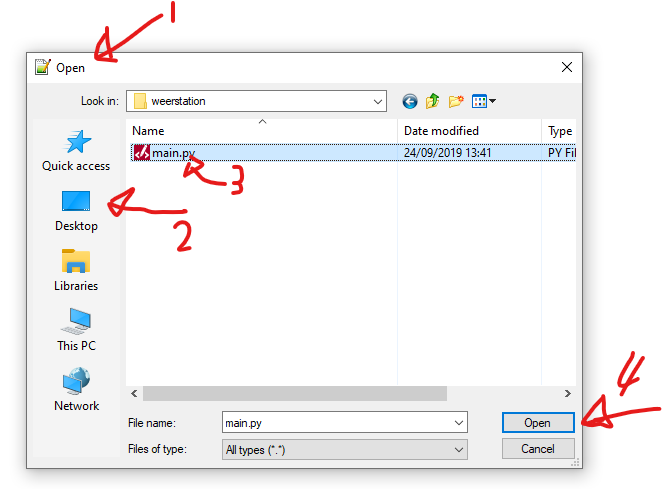 1
Open
Look in: weerstation
Name Date modified Type
Quick access
main.py 24/09/2019 13:41 PY Fil
3
Desktop
2
Libraries
This PC
Network
4
File name: main.py Open
Files of type: All types (*.*) Cancel